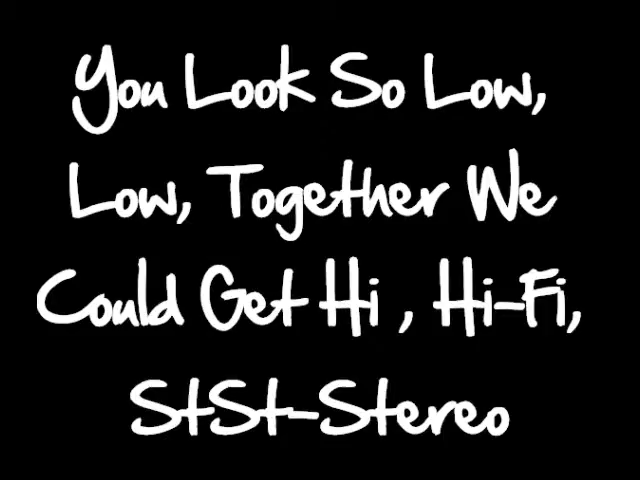 You Look So Low,
Low, Together We
Could Get Hi , Hi-Fi,
StSt-Stereo